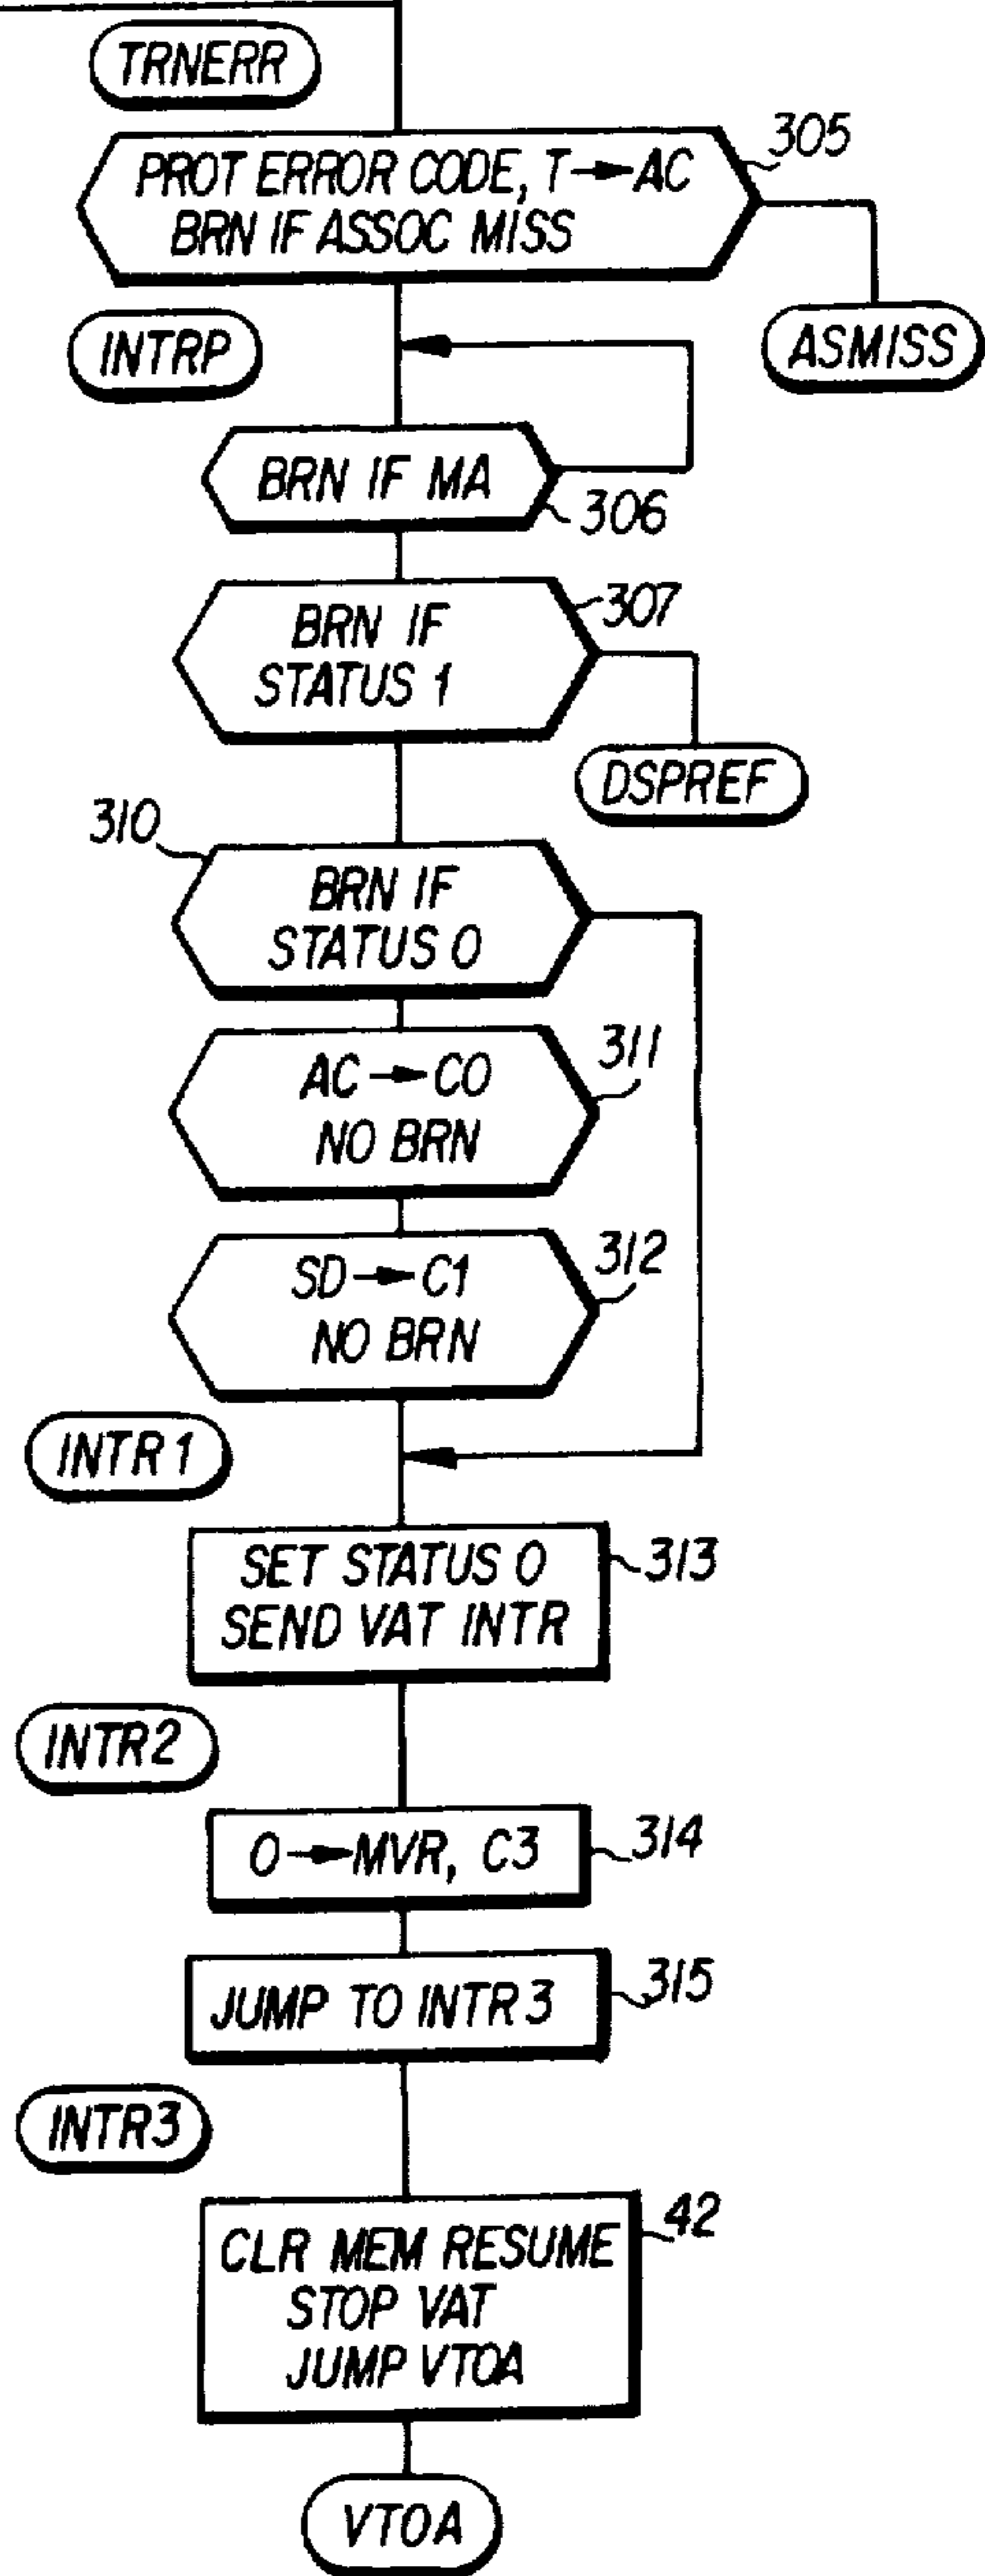 TRNERR
305
PROT ERROR CODE, T→AC
BRN IF ASSOC MISS
INTRP
ASMISS
BRN IF MA
306
307
BRN IF
STATUS 1
DSPREF
310
BRN IF
STATUS 0
311
AC→C0
NO BRN
312
SD→C1
NO BRN
INTR1
SET STATUS 0
SEND VAT INTR
313
INTR2
0→MVR, C3
314
JUMP TO INTR3
315
INTR3
42
CLR MEM RESUME
STOP VAT
JUMP VTOA
VTOA